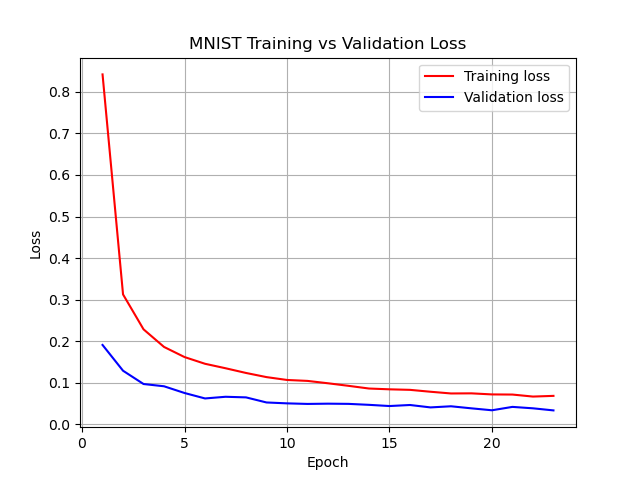 MNIST Training vs Validation Loss
Training loss
Validation loss
0.8
0.7
0.6
0.5
0.4
0.3
0.2
0.1
0.0
Loss
0 5 10 15 20
Epoch